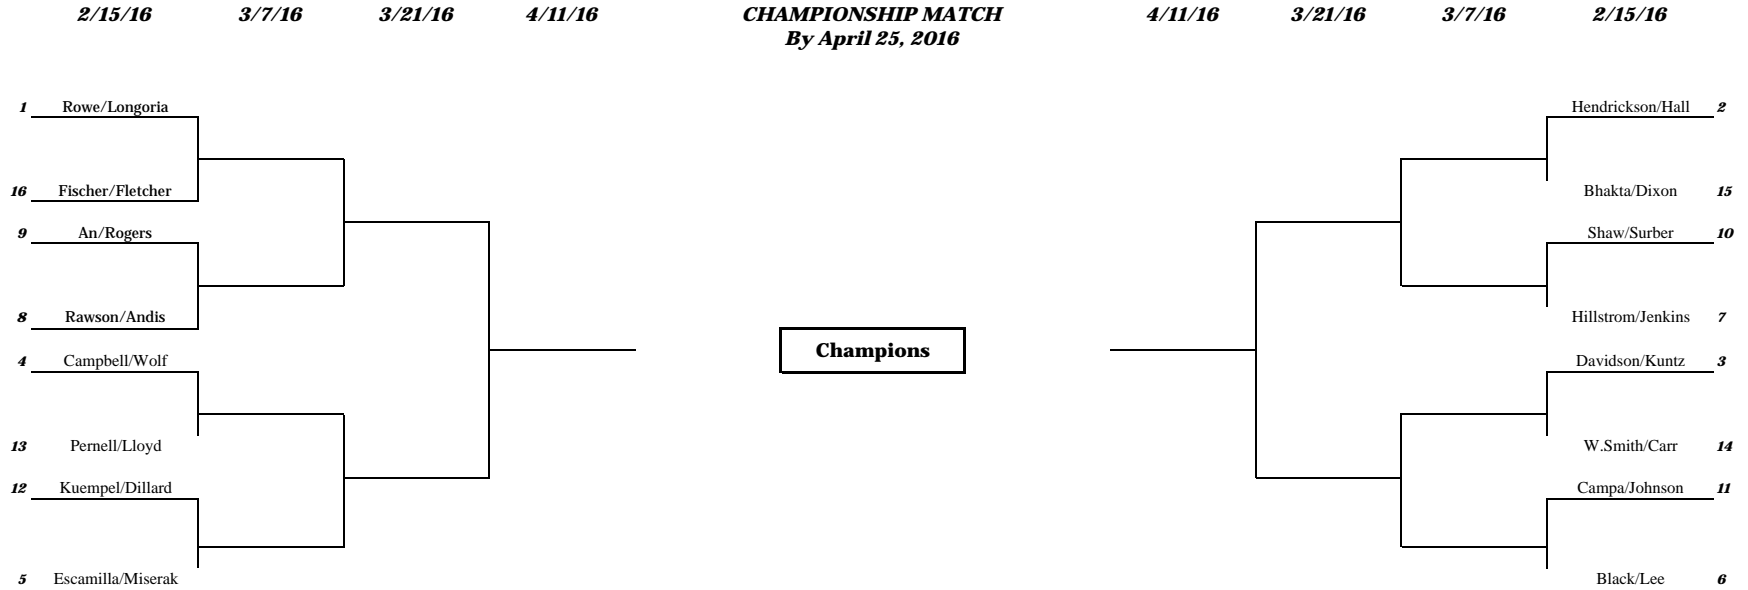 2/15/16 3/7/16 3/21/16 4/11/16 CHAMPIONSHIP MATCH 4/11/16 3/21/16 3/7/16 2/15/16
By April 25, 2016
1 Rowe/Longoria Hendrickson/Hall 2
16 Fischer/Fletcher Bhakta/Dixon 15
9 An/Rogers Shaw/Surber 10
8 Rawson/Andis Hillstrom/Jenkins 7
Champions
4 Campbell/Wolf Davidson/Kuntz 3
13 Pernell/Lloyd W.Smith/Carr 14
12 Kuempel/Dillard Campa/Johnson 11
5 Escamilla/Miserak Black/Lee 6